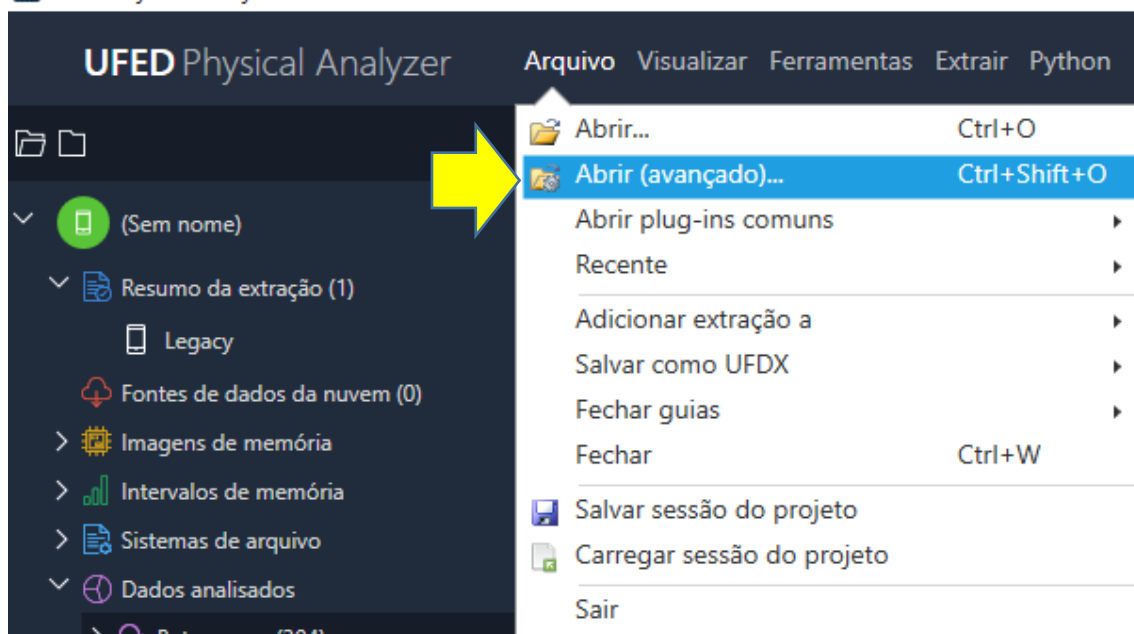 UFED Physical Analyzer
Arquivo Visualizar Ferramentas Extrair Python
Abrir... Ctrl+O
Abrir (avançado)... Ctrl+Shift+O
Abrir plug-ins comuns
Recente
Adicionar extração a
Salvar como UFDX
Fechar guias
Fechar Ctrl+W
Salvar sessão do projeto
Carregar sessão do projeto
Sair
(Sem nome)
Resumo da extração (1)
Legacy
Fontes de dados da nuvem (0)
Imagens de memória
Intervalos de memória
Sistemas de arquivo
Dados analisados